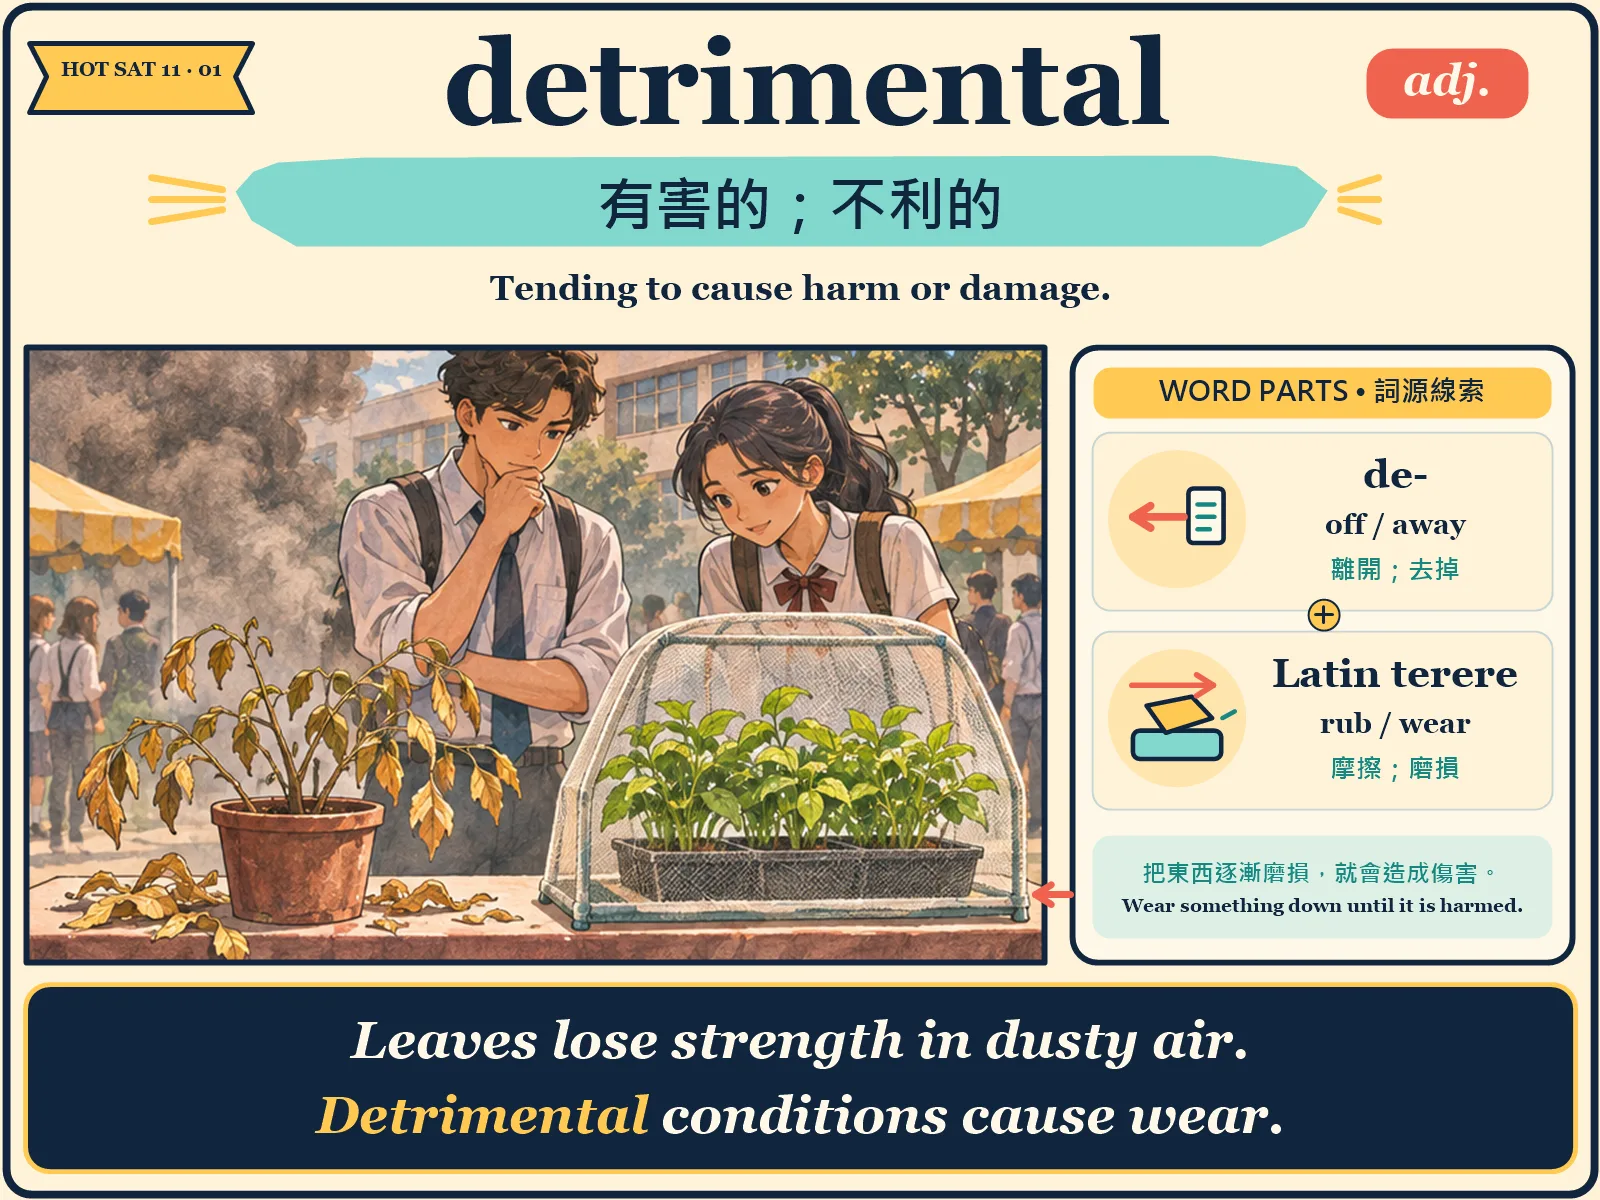 HOT SAT 11 · 01
detrimental
adj.
有害的；不利的
Tending to cause harm or damage.
WORD PARTS • 詞源線索
de-
off / away
離開；去掉
+
Latin terere
rub / wear
摩擦；磨損
把東西逐漸磨損，就會造成傷害。
Wear something down until it is harmed.
Leaves lose strength in dusty air.
Detrimental conditions cause wear.